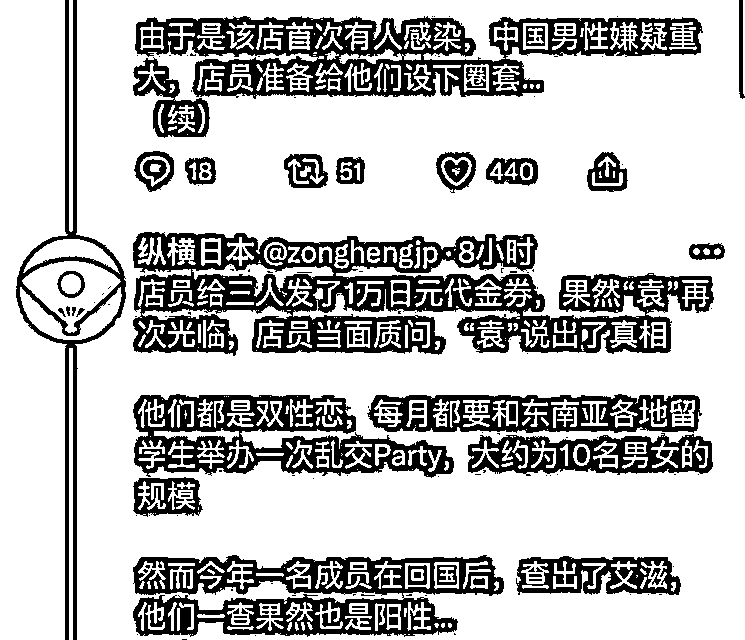 由于是该店首次有人感染，中国男性嫌疑重
大，店员准备给他们设下圈套...
（续）
18 51 440
纵横日本 @zonghengjp·8小时
店员给三人发了1万日元代金券，果然“袁”再
次光临，店员当面质问，“袁”说出了真相
他们都是双性恋，每月都要和东南亚各地留
学生举办一次乱交Party，大约为10名男女的
规模
然而今年一名成员在回国后，查出了艾滋，
他们一查果然也是阳性...